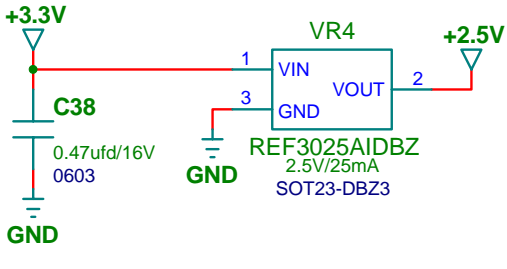 +3.3V
C38
0.47ufd/16V
0603
GND
VR4
1
VIN
3
GND
VOUT
2
+2.5V
GND
REF3025AIDBZ
2.5V/25mA
SOT23-DBZ3